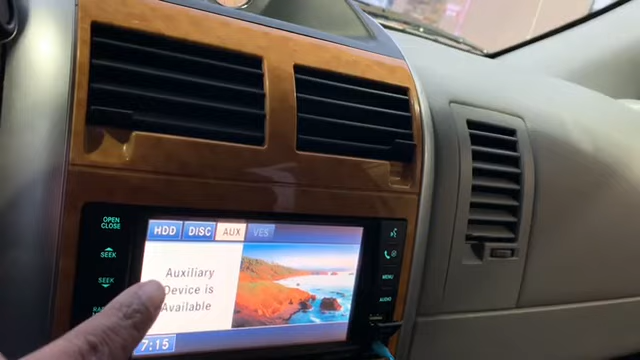 OPEN
CLOSE
SEEK
SEEK
HDD DISC AUX VES
Auxiliary
Device is
Available
7:15
MENU
AUDIO